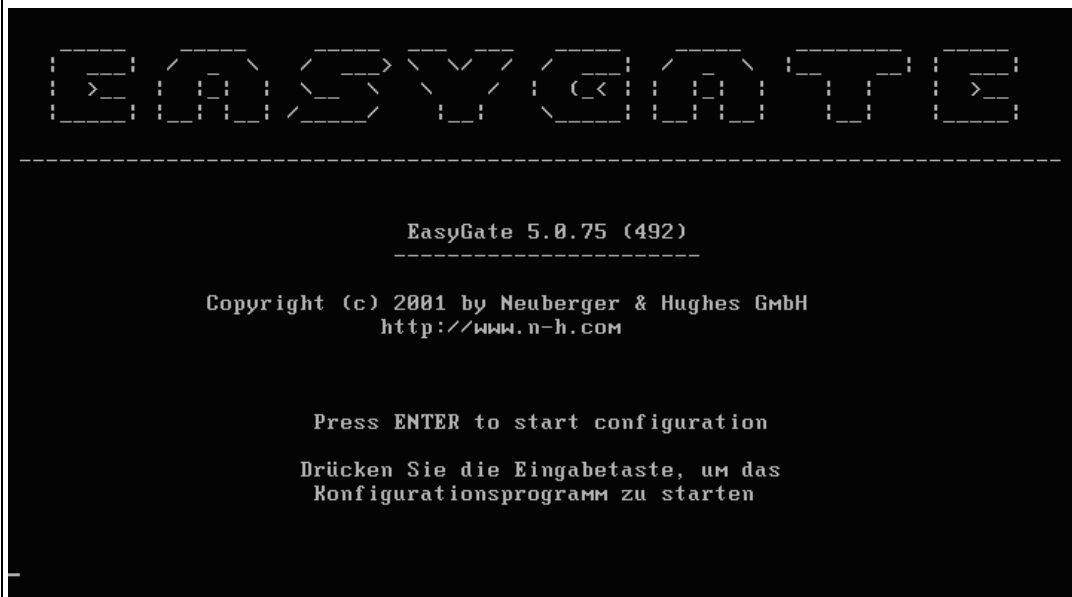 EASYGATE
EasyGate 5.0.75 (492)
Copyright (c) 2001 by Neuberger & Hughes GmbH
http://www.n-h.com
Press ENTER to start configuration
Drücken Sie die Eingabetaste, um das
Konfigurationsprogramm zu starten